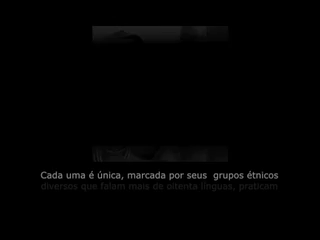 Cada uma é única, marcada por seus grupos étnicos
diversos que falam mais de oitenta línguas, praticam